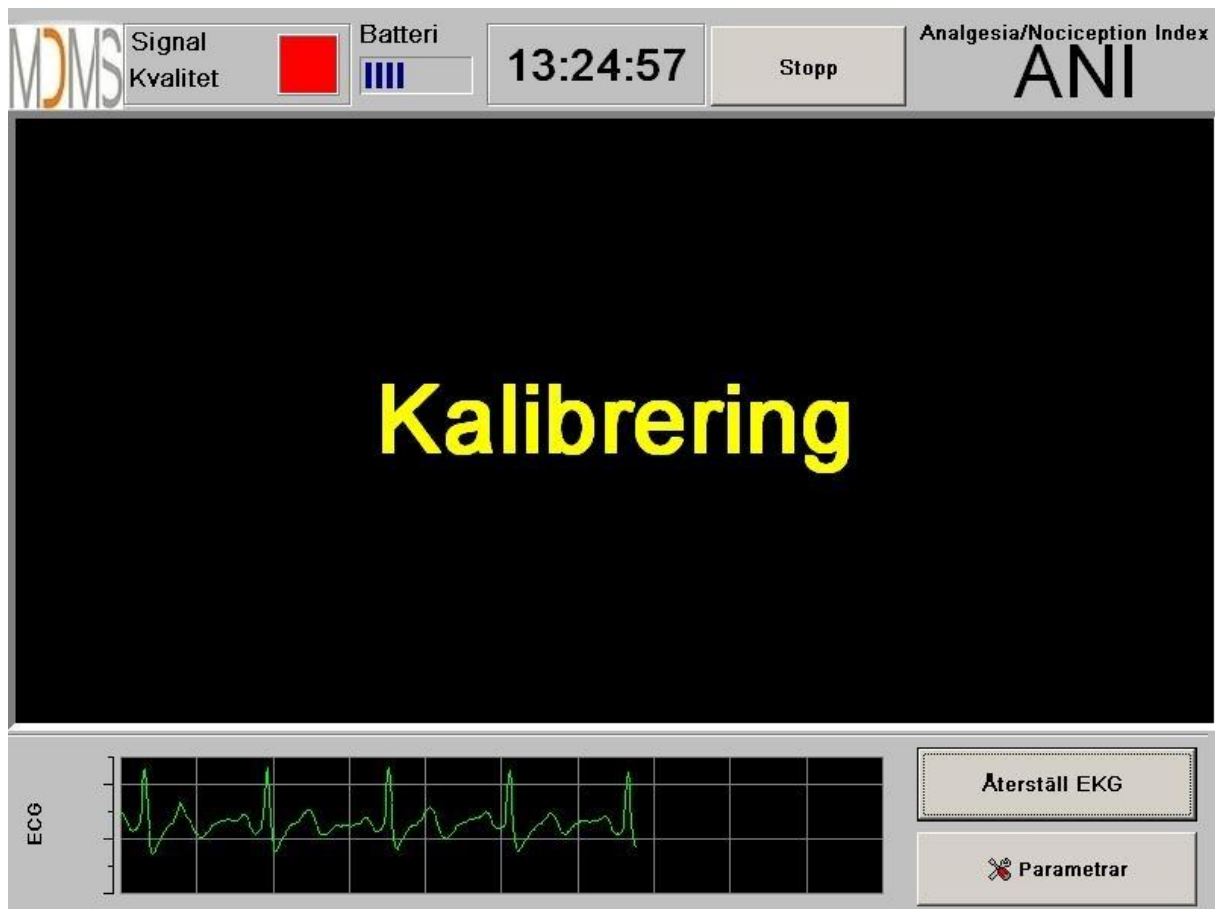 MDMS
Signal
Kvalitet
Batteri
13:24:57
Stopp
Analgesia/Nociception Index
ANI
Kalibrering
ECG
Återställ EKG
Parametrar